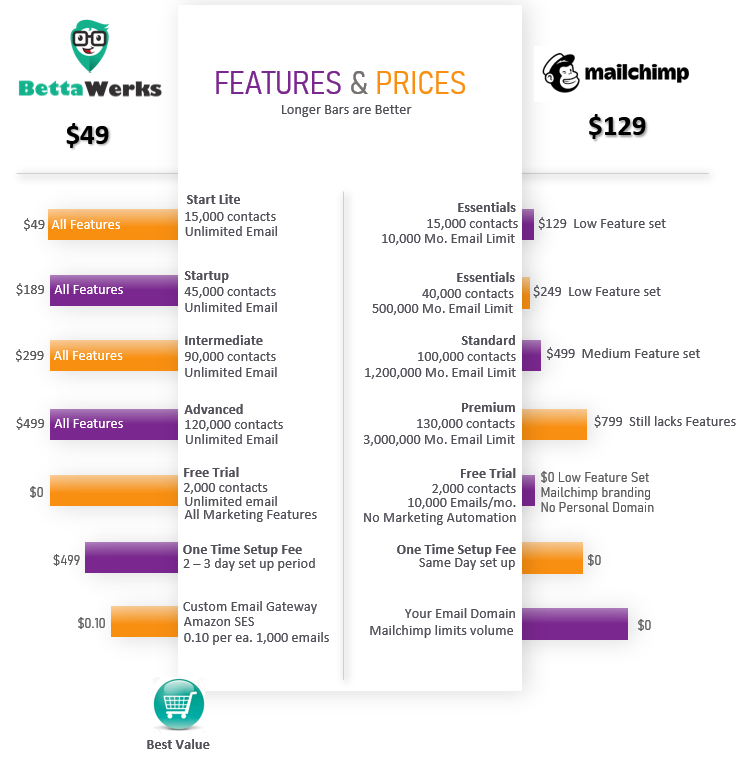 BettaWerks
$49
FEATURES & PRICES
Longer Bars are Better
mailchimp
$129
$49 All Features
Start Lite
15,000 contacts
Unlimited Email
Essentials
15,000 contacts
10,000 Mo. Email Limit
$129 Low Feature set
$189 All Features
Startup
45,000 contacts
Unlimited Email
Essentials
40,000 contacts
500,000 Mo. Email Limit
$249 Low Feature set
$299 All Features
Intermediate
90,000 contacts
Unlimited Email
Standard
100,000 contacts
1,200,000 Mo. Email Limit
$499 Medium Feature set
$499 All Features
Advanced
120,000 contacts
Unlimited Email
Premium
130,000 contacts
3,000,000 Mo. Email Limit
$799 Still lacks Features
$0
Free Trial
2,000 contacts
Unlimited email
All Marketing Features
Free Trial
2,000 contacts
10,000 Emails/mo.
No Marketing Automation
$0 Low Feature Set
Mailchimp branding
No Personal Domain
$499
One Time Setup Fee
2 – 3 day set up period
One Time Setup Fee
Same Day set up
$0
$0.10
Custom Email Gateway
Amazon SES
0.10 per ea. 1,000 emails
Your Email Domain
Mailchimp limits volume
$0
Best Value